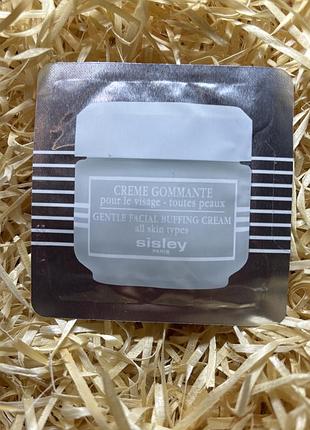 CREME GOMMANTE
pour le visage - toutes peaux
GENTLE FACIAL BUFFING CREAM
all skin types
sisley
PARIS